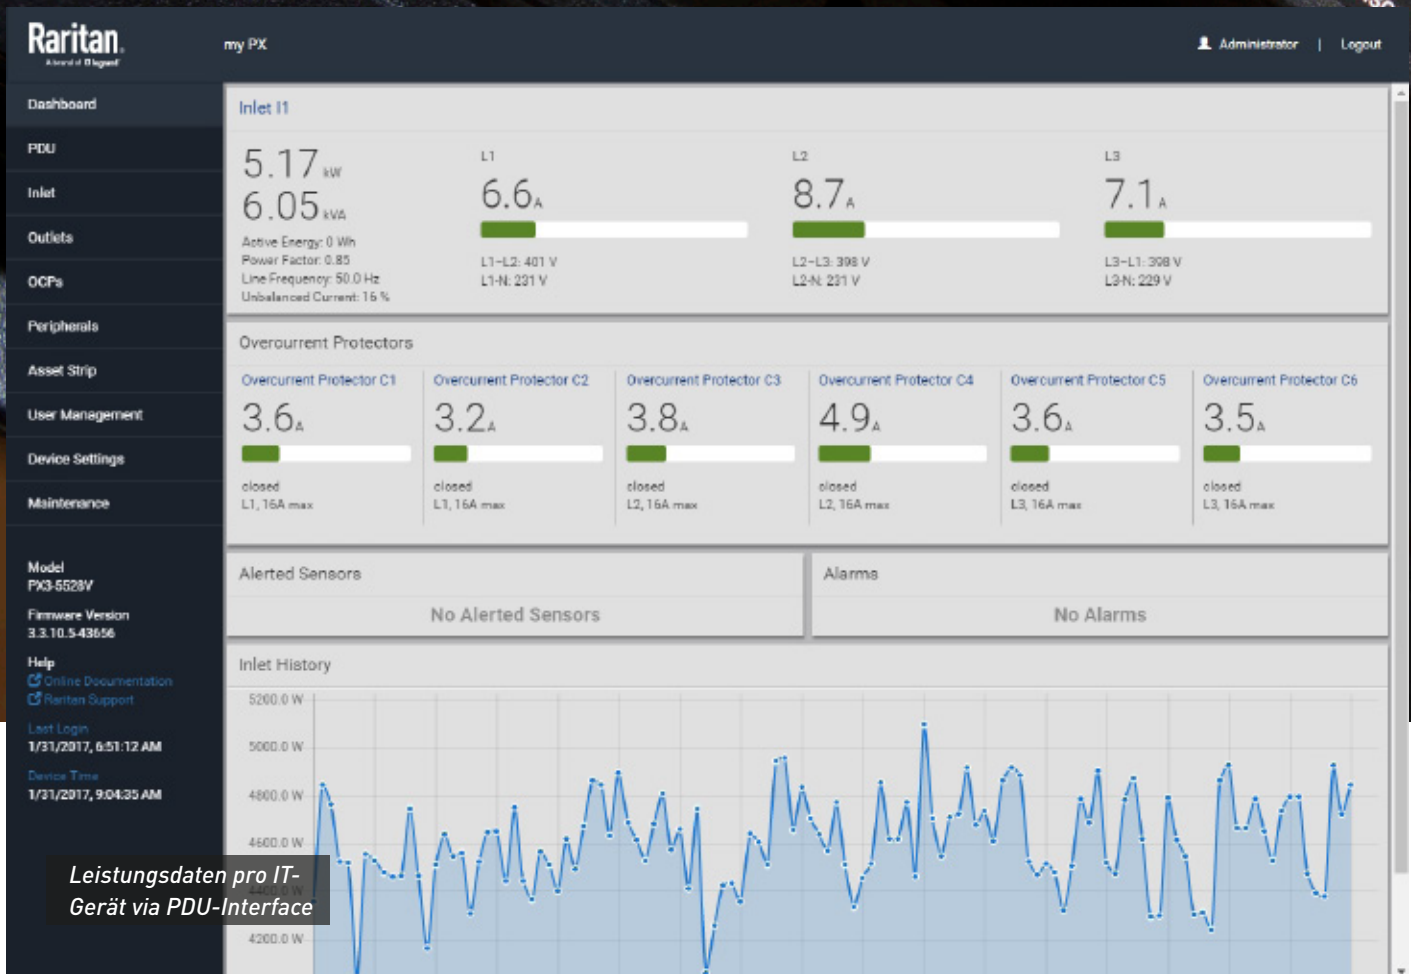 Raritan.
A brand of legrand
my PX
Administrator | Logout
Dashboard
PDU
Inlet
Outlets
OCPs
Peripherals
Asset Strip
User Management
Device Settings
Maintenance
Model
PX3-5528V
Firmware Version
3.3.10.5-43656
Help
Online Documentation
Raritan Support
Last Login
1/31/2017, 6:51:12 AM
Device Time
1/31/2017, 9:04:35 AM
Inlet I1
5.17 kW
6.05 kVA
Active Energy: 0 Wh
Power Factor: 0.85
Line Frequency: 50.0 Hz
Unbalanced Current: 16 %
L1
6.6 A
L1-L2: 401 V
L1-N: 231 V
L2
8.7 A
L2-L3: 398 V
L2-N: 231 V
L3
7.1 A
L3-L1: 398 V
L3-N: 229 V
Overcurrent Protectors
Overcurrent Protector C1
3.6 A
closed
L1, 16A max
Overcurrent Protector C2
3.2 A
closed
L1, 16A max
Overcurrent Protector C3
3.8 A
closed
L2, 16A max
Overcurrent Protector C4
4.9 A
closed
L2, 16A max
Overcurrent Protector C5
3.6 A
closed
L3, 16A max
Overcurrent Protector C6
3.5 A
closed
L3, 16A max
Alerted Sensors
No Alerted Sensors
Alarms
No Alarms
Inlet History
5200.0 W
5000.0 W
4800.0 W
4600.0 W
4400.0 W
4200.0 W
Leistungsdaten pro IT-
Gerät via PDU-Interface